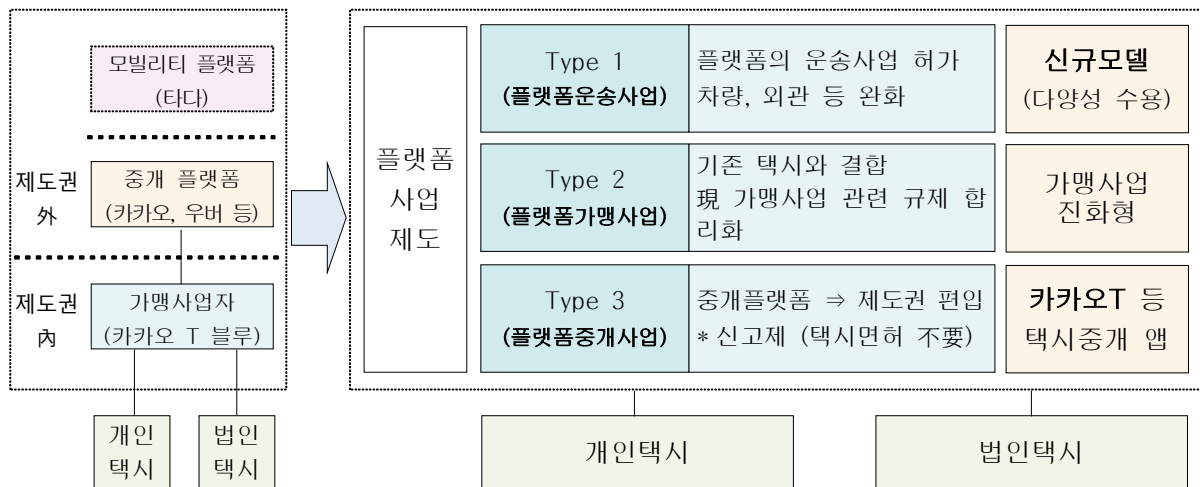 모빌리티 플랫폼
(타다)
제도권
外
중개 플랫폼
(카카오, 우버 등)
제도권
內
가맹사업자
(카카오 T 블루)
개인
택시
법인
택시
플랫폼
사업
제도
Type 1
(플랫폼운송사업)
플랫폼의 운송사업 허가
차량, 외관 등 완화
신규모델
(다양성 수용)
Type 2
(플랫폼가맹사업)
기존 택시와 결합
現 가맹사업 관련 규제 합
리화
가맹사업
진화형
Type 3
(플랫폼중개사업)
중개플랫폼 ⇒ 제도권 편입
* 신고제 (택시면허 不要)
카카오T 등
택시중개 앱
개인택시
법인택시